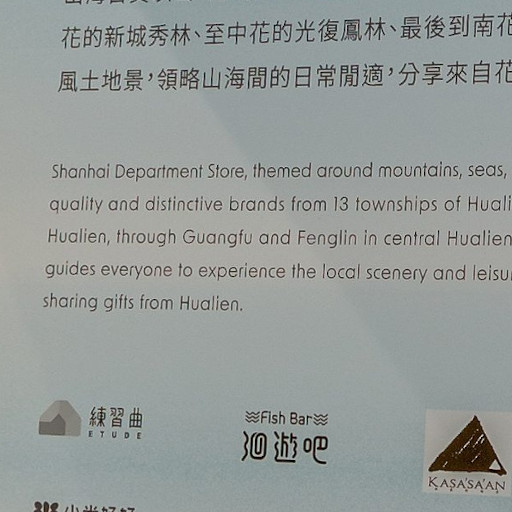 花的新城秀林、至中花的光復鳳林、最後到南花
風土地景，領略山海間的日常閒適，分享來自花
Shanhai Department Store, themed around mountains, seas,
quality and distinctive brands from 13 townships of Huali
Hualien, through Guangfu and Fenglin in central Hualien
guides everyone to experience the local scenery and leisu
sharing gifts from Hualien.
練習曲
ETUDE
Fish Bar
洄遊吧
KASA'SA'AN